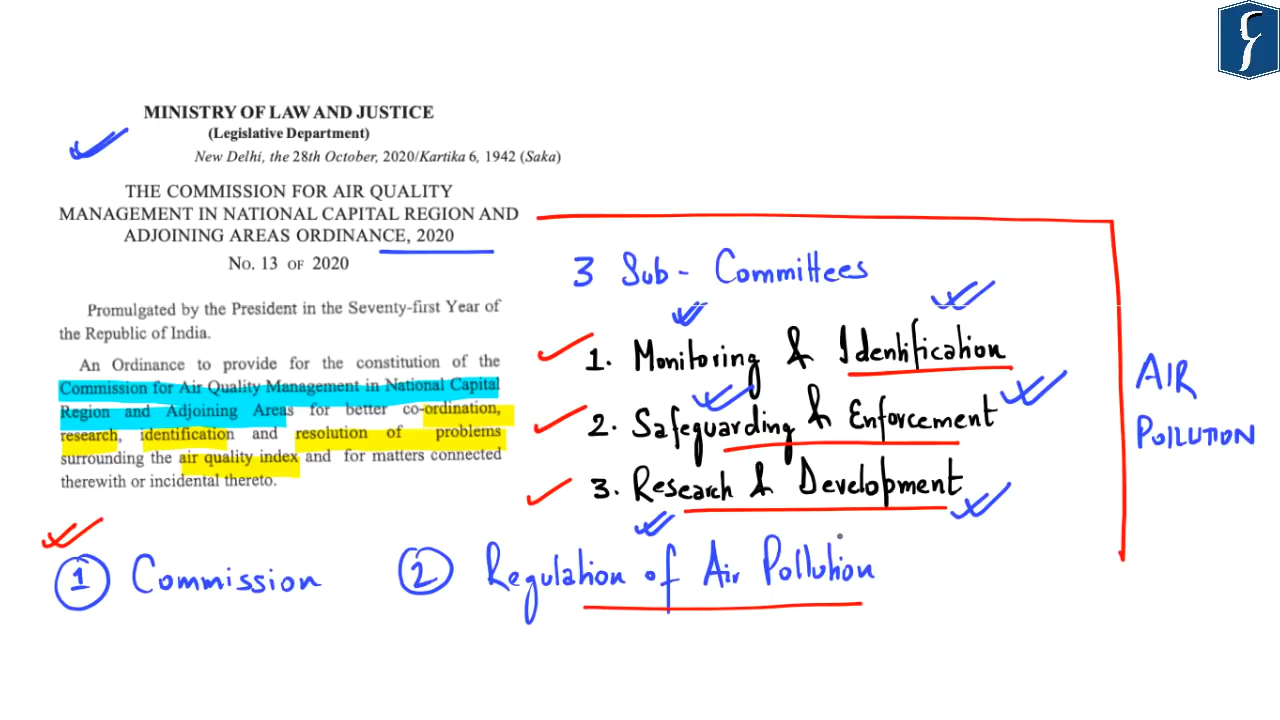 MINISTRY OF LAW AND JUSTICE
(Legislative Department)
New Delhi, the 28th October, 2020/Kartika 6, 1942 (Saka)
THE COMMISSION FOR AIR QUALITY
MANAGEMENT IN NATIONAL CAPITAL REGION AND
ADJOINING AREAS ORDINANCE, 2020
No. 13 OF 2020
Promulgated by the President in the Seventy-first Year of
the Republic of India.
An Ordinance to provide for the constitution of the
Commission for Air Quality Management in National Capital
Region and Adjoining Areas for better co-ordination,
research, identification and resolution of problems
surrounding the air quality index and for matters connected
therewith or incidental thereto.
3 Sub-Committees
1. Monitoring & Identification
2. Safeguarding & Enforcement
3. Research & Development
AIR
POLLUTION
1 Commission
2 Regulation of Air Pollution